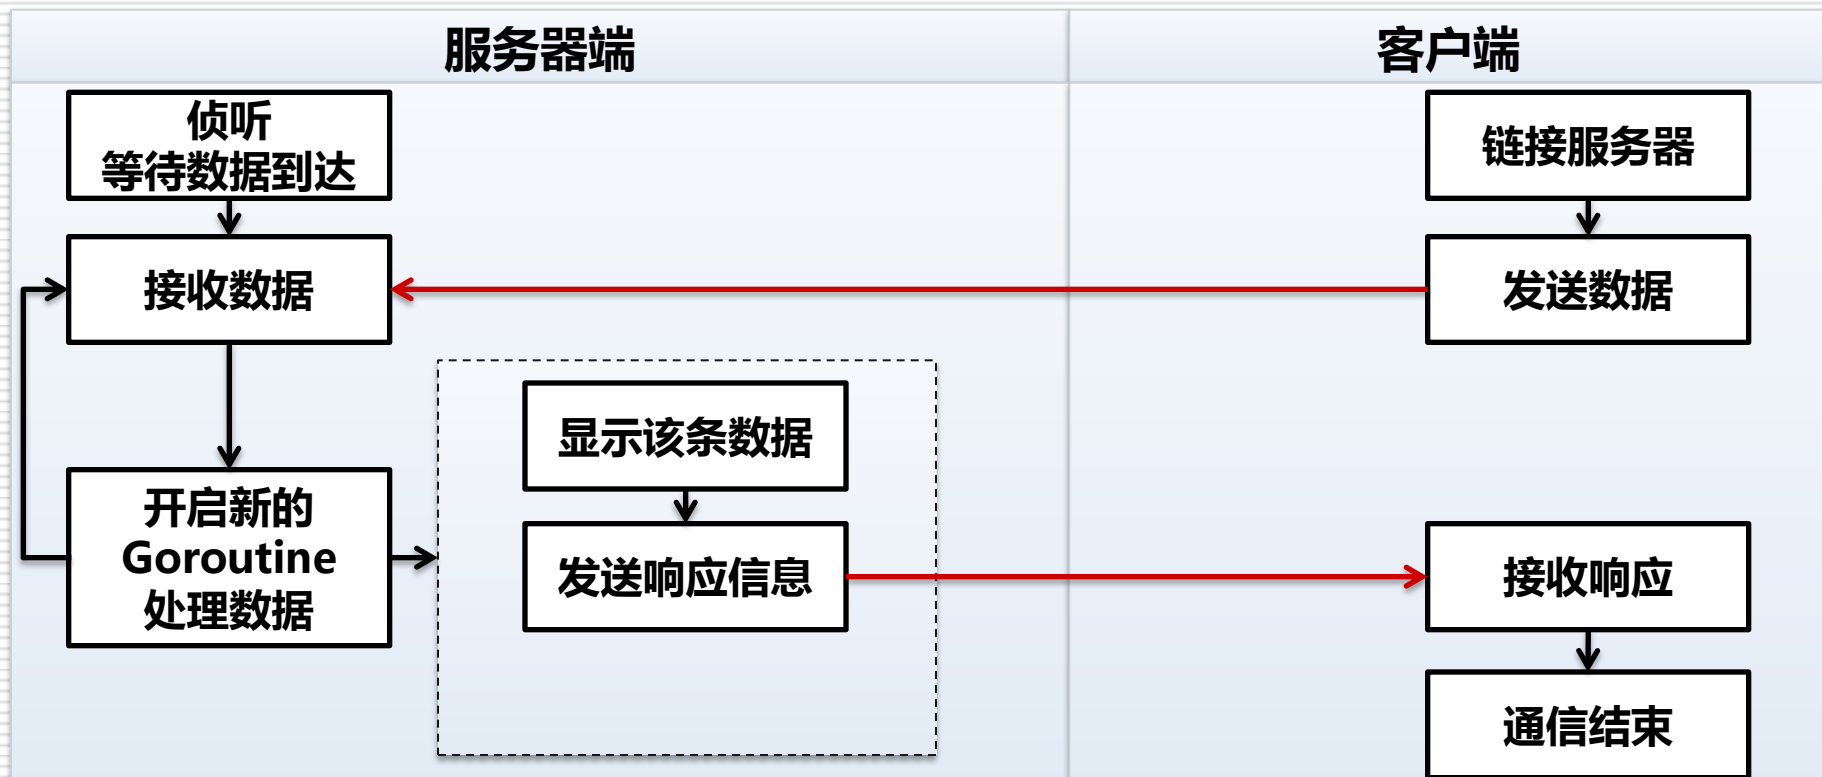 服务器端
客户端
侦听
等待数据到达
链接服务器
接收数据
发送数据
显示该条数据
开启新的
Goroutine
处理数据
发送响应信息
接收响应
通信结束